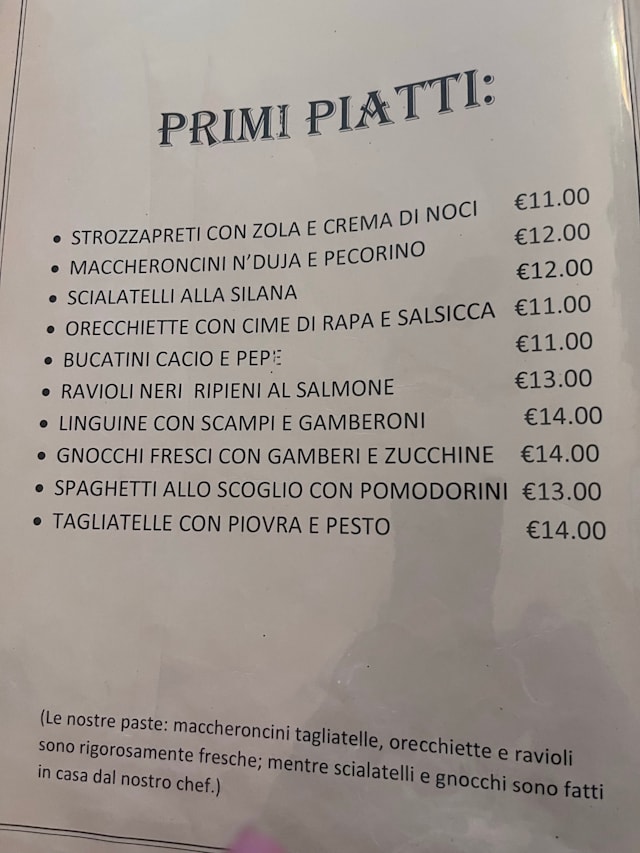 PRIMI PIATTI:
• STROZZAPRETI CON ZOLA E CREMA DI NOCI €11.00
• MACCHERONCINI N'DUJA E PECORINO €12.00
• SCIALATELLI ALLA SILANA €12.00
• ORECCHIETTE CON CIME DI RAPA E SALSICCA €11.00
• BUCATINI CACIO E PEPE €11.00
• RAVIOLI NERI RIPIENI AL SALMONE €13.00
• LINGUINE CON SCAMPI E GAMBERONI €14.00
• GNOCCHI FRESCI CON GAMBERI E ZUCCHINE €14.00
• SPAGHETTI ALLO SCOGLIO CON POMODORINI €13.00
• TAGLIATELLE CON PIOVRA E PESTO €14.00
(Le nostre paste: maccheroncini tagliatelle, orecchiette e ravioli
sono rigorosamente fresche; mentre scialatelli e gnocchi sono fatti
in casa dal nostro chef.)